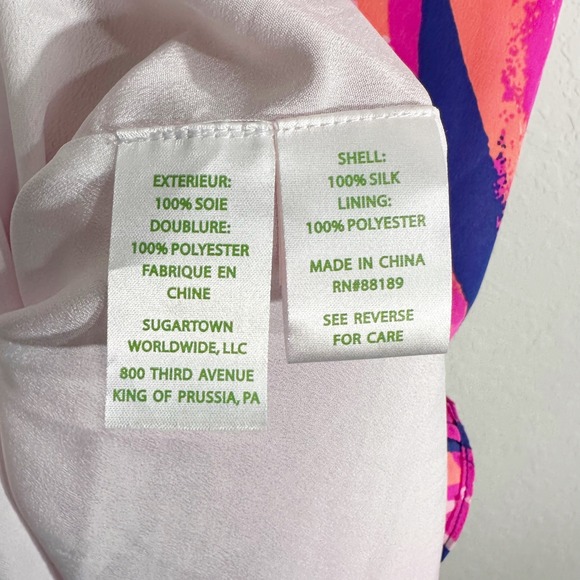 EXTERIEUR:
100% SOIE
DOUBLURE:
100% POLYESTER
FABRIQUE EN
CHINE
SUGARTOWN
WORLDWIDE, LLC
800 THIRD AVENUE
KING OF PRUSSIA, PA
SHELL:
100% SILK
LINING:
100% POLYESTER
MADE IN CHINA
RN#88189
SEE REVERSE
FOR CARE